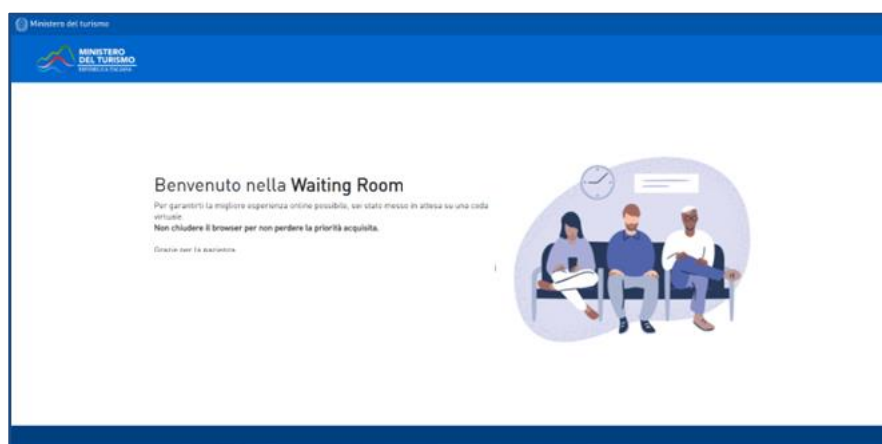 Ministero del turismo
MINISTERO
DEL TURISMO
REPUBBLICA ITALIANA
Benvenuto nella Waiting Room
Per garantirti la migliore esperienza online possibile, sei stato messo in attesa su una coda
virtuale.
Non chiudere il browser per non perdere la priorità acquisita.
Grazie per la pazienza